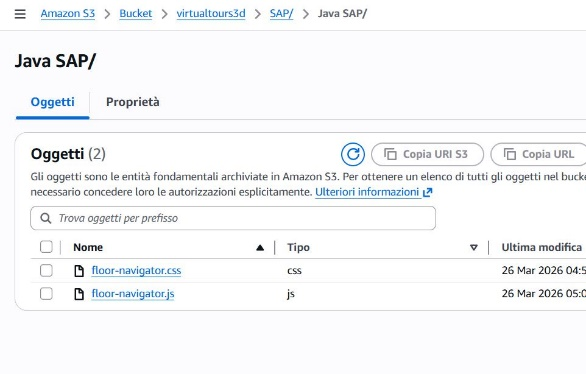 Amazon S3 > Bucket > virtualtours3d > SAP/ > Java SAP/
Java SAP/
Oggetti Proprietà
Oggetti (2) Copia URI S3 Copia URL
Gli oggetti sono le entità fondamentali archiviate in Amazon S3. Per ottenere un elenco di tutti gli oggetti nel bucke
necessario concedere loro le autorizzazioni esplicitamente. Ulteriori informazioni
Trova oggetti per prefisso
Nome Tipo Ultima modifica
floor-navigator.css css 26 Mar 2026 04:5
floor-navigator.js js 26 Mar 2026 05:0